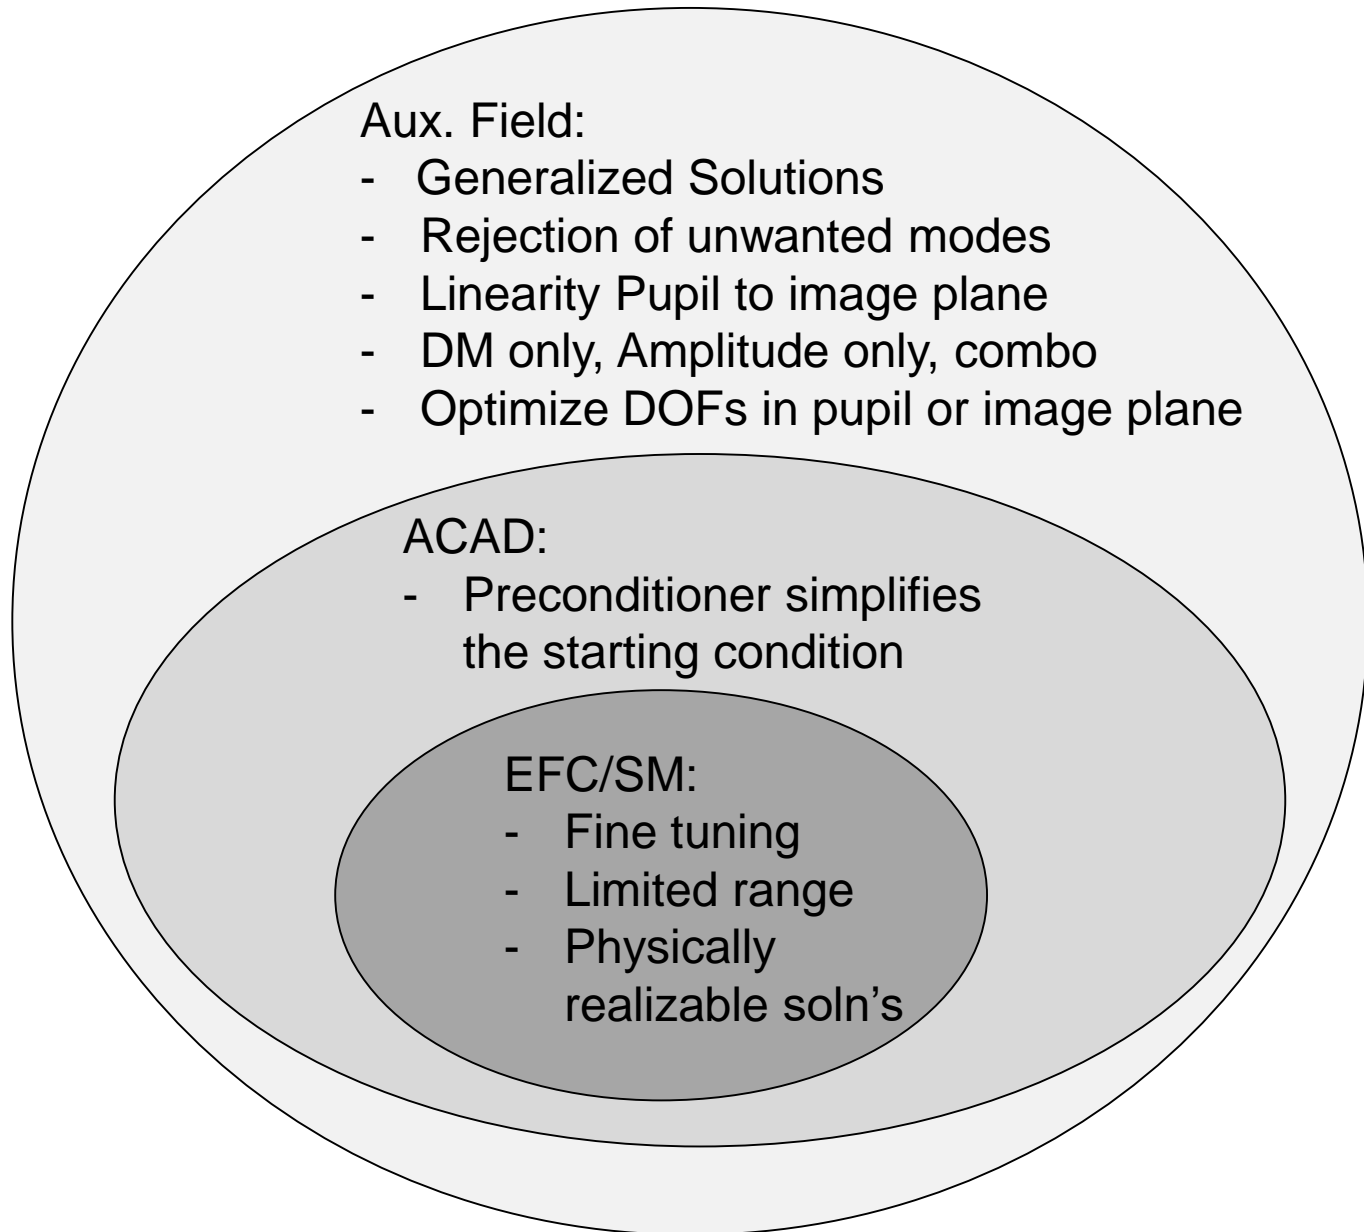 Aux. Field:
- Generalized Solutions
- Rejection of unwanted modes
- Linearity Pupil to image plane
- DM only, Amplitude only, combo
- Optimize DOFs in pupil or image plane
ACAD:
- Preconditioner simplifies
the starting condition
EFC/SM:
- Fine tuning
- Limited range
- Physically
realizable soln’s